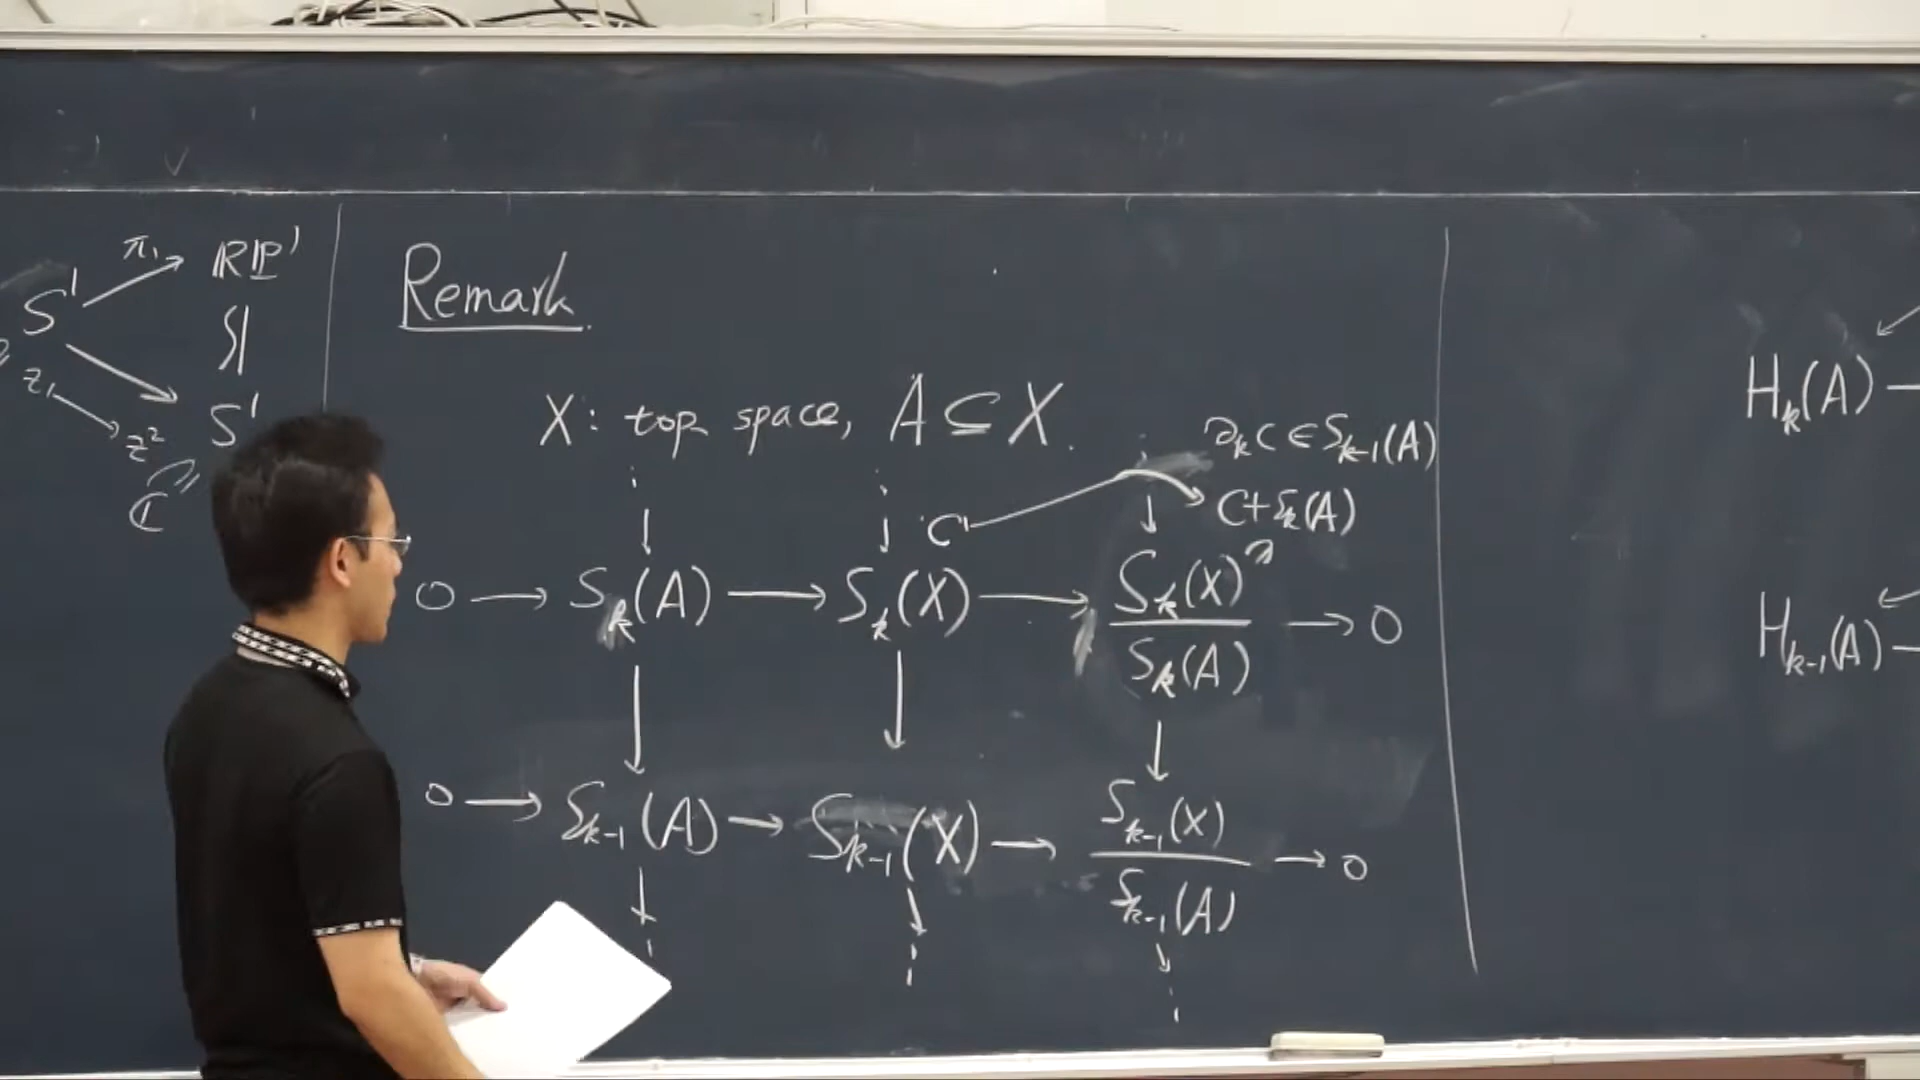 S¹ π₁ → ℝℙ¹
≀|
z, → z² S¹
ℂ
Remark
X: top space, A ⊆ X.
∂ₖc ∈ Sₖ₋₁(A)
c → c + Sₖ(A)
0 → Sₖ(A) → Sₖ(X) → Sₖ(X) / Sₖ(A) → 0
0 → Sₖ₋₁(A) → Sₖ₋₁(X) → Sₖ₋₁(X) / Sₖ₋₁(A) → 0
Hₖ(A)
Hₖ₋₁(A)